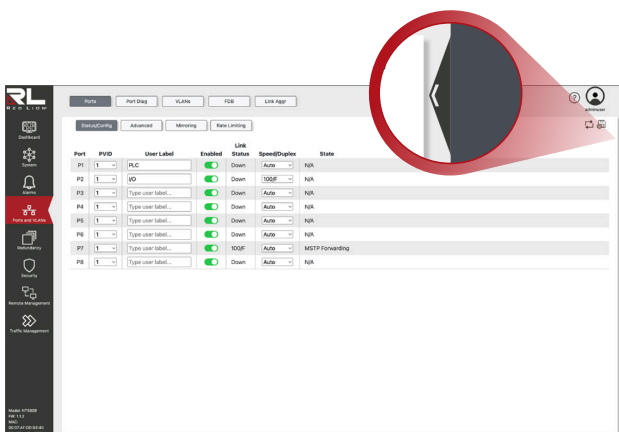 RL
RED LION
Ports Port Diag VLANs FDB Link Aggr
adminuser
Dashboard
Status/Config Advanced Mirroring Rate Limiting
System
Link
Port PVID User Label Enabled Status Speed/Duplex State
P1 1 PLC Down Auto N/A
P2 1 I/O Down 100/F N/A
Alarms
P3 1 Type user label... Down Auto N/A
P4 1 Type user label... Down Auto N/A
P5 1 Type user label... Down Auto N/A
Ports and VLANs
P6 1 Type user label... Down Auto N/A
P7 1 Type user label... 100/F Auto MSTP Forwarding
Redundancy
P8 1 Type user label... Down Auto N/A
Security
Remote Management
Traffic Management
Model: NT5008
FW: 1.1.2
MAC: